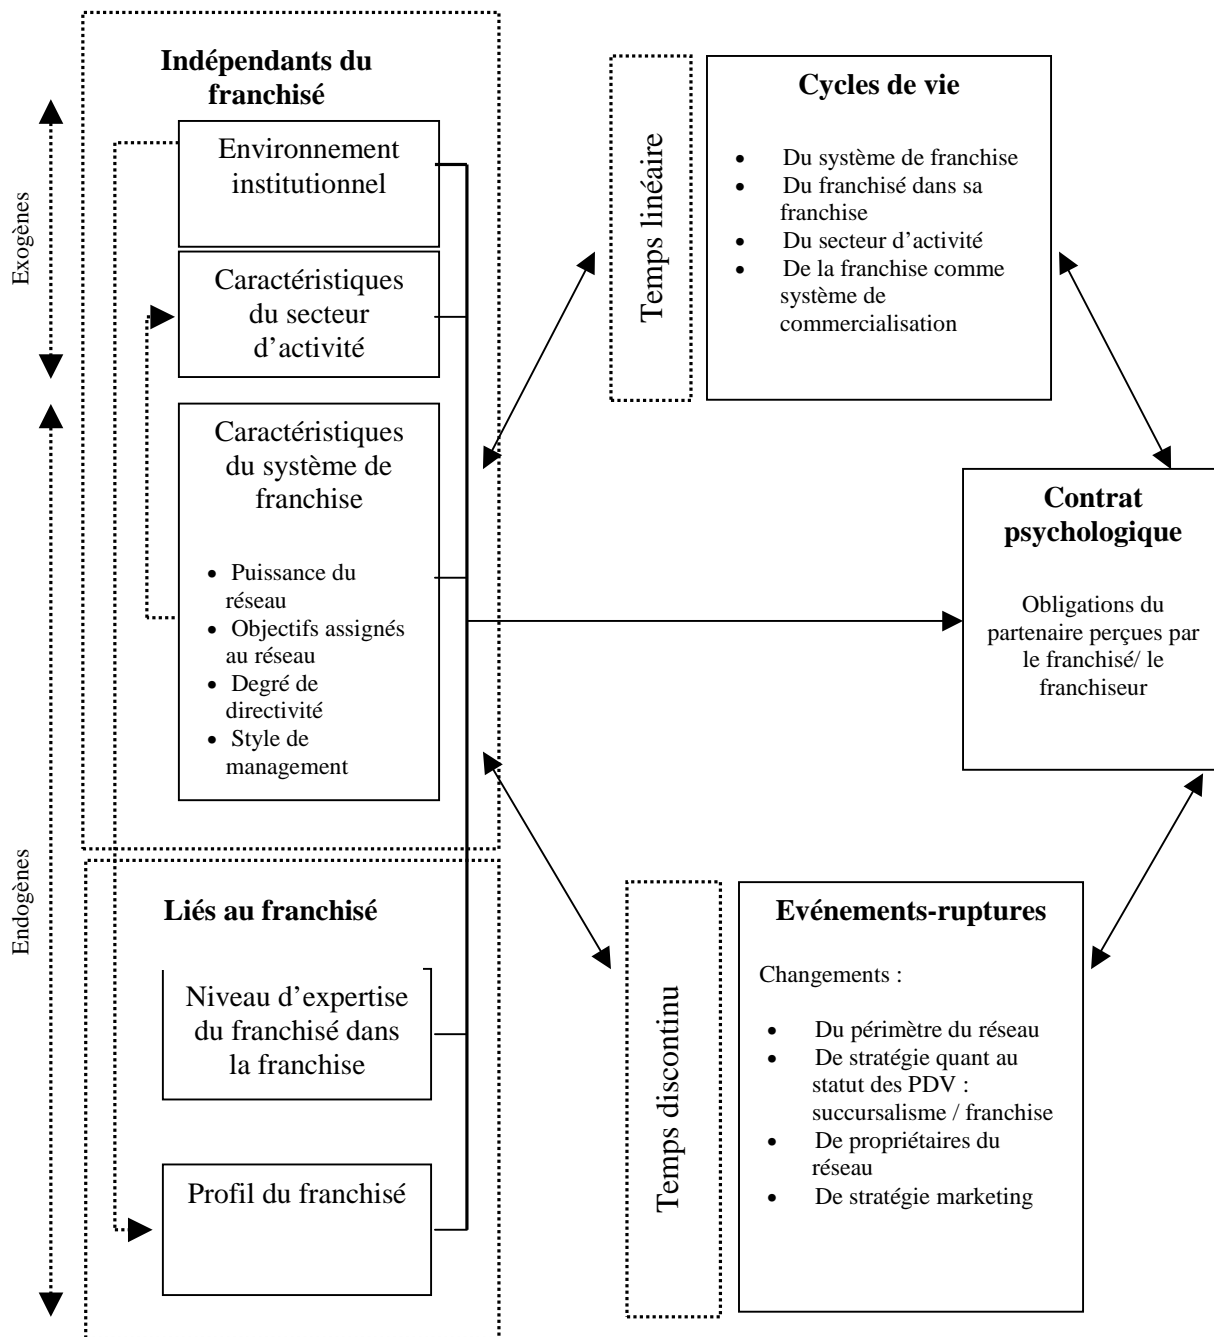 Exogènes
Endogènes
Indépendants du
franchisé
Environnement
institutionnel
Caractéristiques
du secteur
d’activité
Caractéristiques
du système de
franchise
• Puissance du
réseau
• Objectifs assignés
au réseau
• Degré de
directivité
• Style de
management
Liés au franchisé
Niveau d’expertise
du franchisé dans
la franchise
Profil du franchisé
Temps linéaire
Cycles de vie
• Du système de franchise
• Du franchisé dans sa
franchise
• Du secteur d’activité
• De la franchise comme
système de
commercialisation
Contrat
psychologique
Obligations du
partenaire perçues par
le franchisé/ le
franchiseur
Temps discontinu
Evénements-ruptures
Changements :
• Du périmètre du réseau
• De stratégie quant au
statut des PDV :
succursalisme / franchise
• De propriétaires du
réseau
• De stratégie marketing